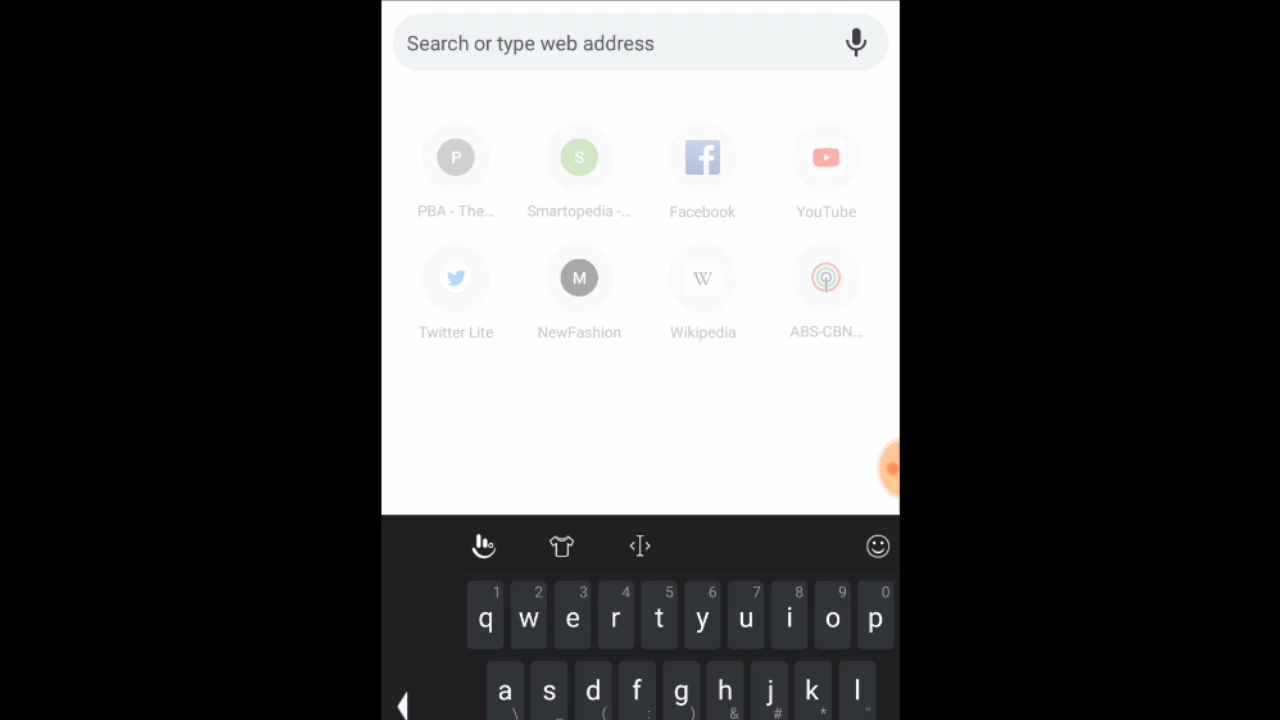 Search or type web address
P S
PBA - The... Smartopedia -... Facebook YouTube
M W
Twitter Lite NewFashion Wikipedia ABS-CBN...
1 2 3 4 5 6 7 8 9 0
q w e r t y u i o p
a s d f g h j k l
\ _ ( : ) & # * "